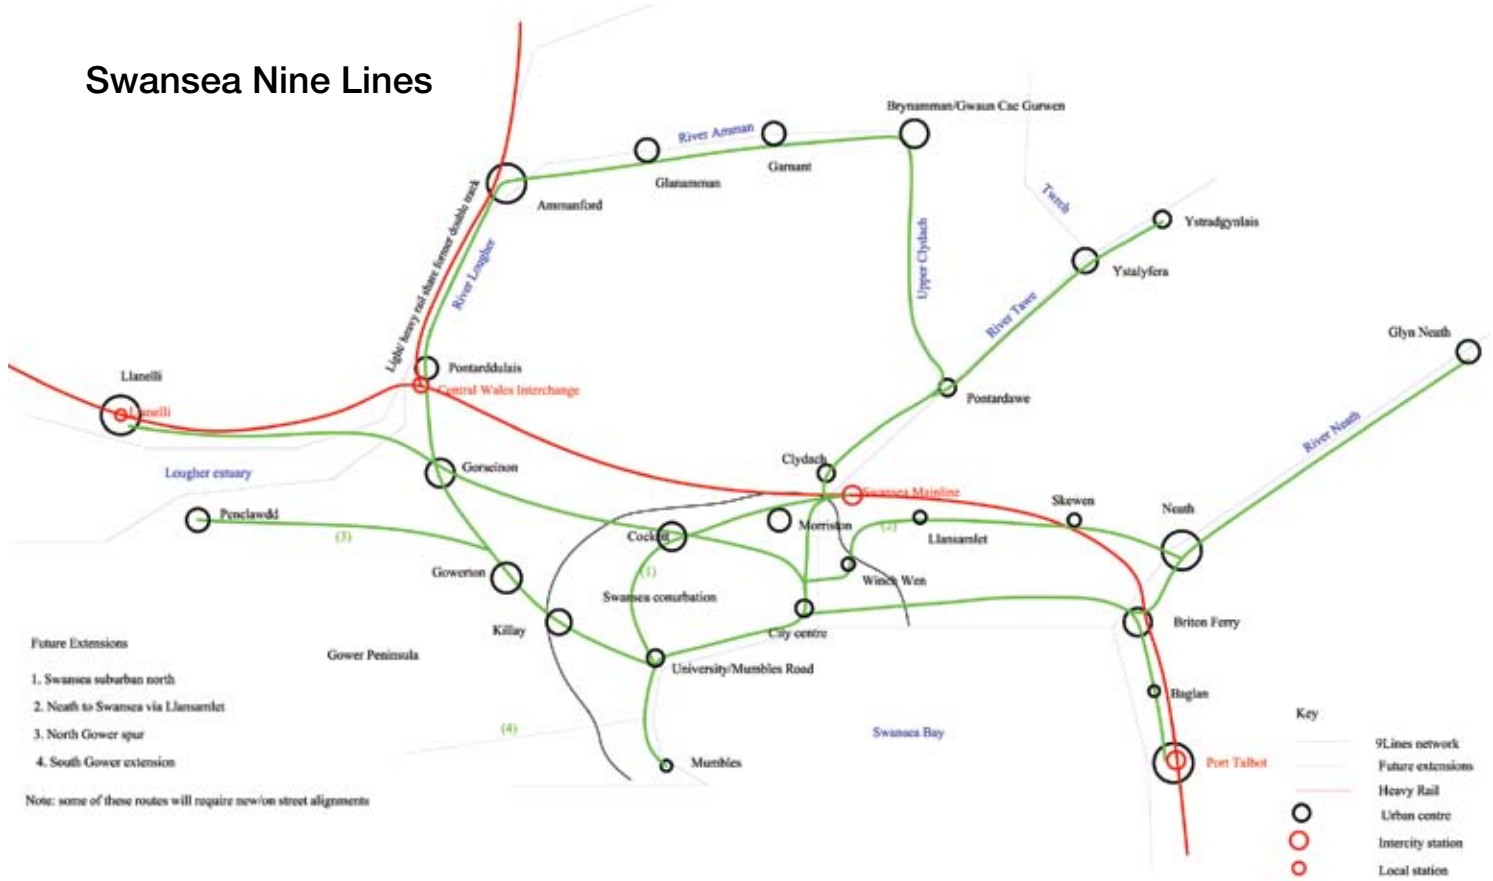 Swansea Nine Lines
Brynamman/Gwaun Cae Gurwen
River Amman
Garnant
Glanamman
Ammanford
Light/ heavy rail share former double track
River Lougher
Upper Clydach
Twrch
Ystradgynlais
Ystalyfera
River Tawe
Glyn Neath
Llanelli
Llanelli
Pontarddulais
Central Wales Interchange
Pontardawe
River Neath
Lougher estuary
Gorseinon
Clydach
Swansea Mainline
Skewen
Neath
Penclawdd
(3)
Cockett
Morriston
(2)
Llansamlet
Gowerton
(1)
Winch Wen
Swansea conurbation
City centre
Killay
Briton Ferry
Future Extensions
Gower Peninsula
University/Mumbles Road
1. Swansea suburban north
2. Neath to Swansea via Llansamlet
3. North Gower spur
4. South Gower extension
(4)
Swansea Bay
Baglan
Mumbles
Port Talbot
Note: some of these routes will require new/on street alignments
Key
9Lines network
Future extensions
Heavy Rail
Urban centre
Intercity station
Local station